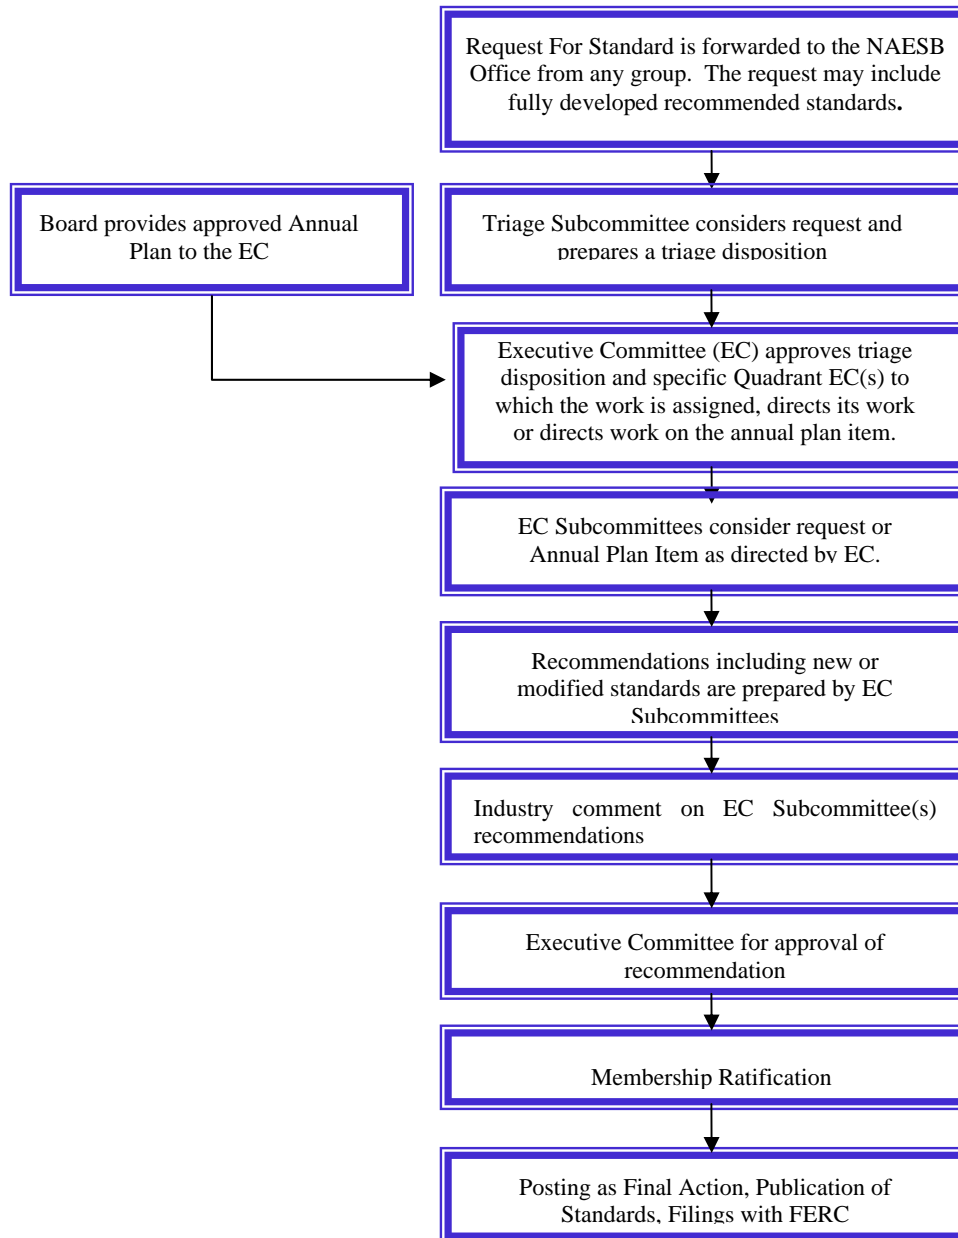 Request For Standard is forwarded to the NAESB
Office from any group. The request may include
fully developed recommended standards.
Board provides approved Annual
Plan to the EC
Triage Subcommittee considers request and
prepares a triage disposition
Executive Committee (EC) approves triage
disposition and specific Quadrant EC(s) to
which the work is assigned, directs its work
or directs work on the annual plan item.
EC Subcommittees consider request or
Annual Plan Item as directed by EC.
Recommendations including new or
modified standards are prepared by EC
Subcommittees
Industry comment on EC Subcommittee(s)
recommendations
Executive Committee for approval of
recommendation
Membership Ratification
Posting as Final Action, Publication of
Standards, Filings with FERC